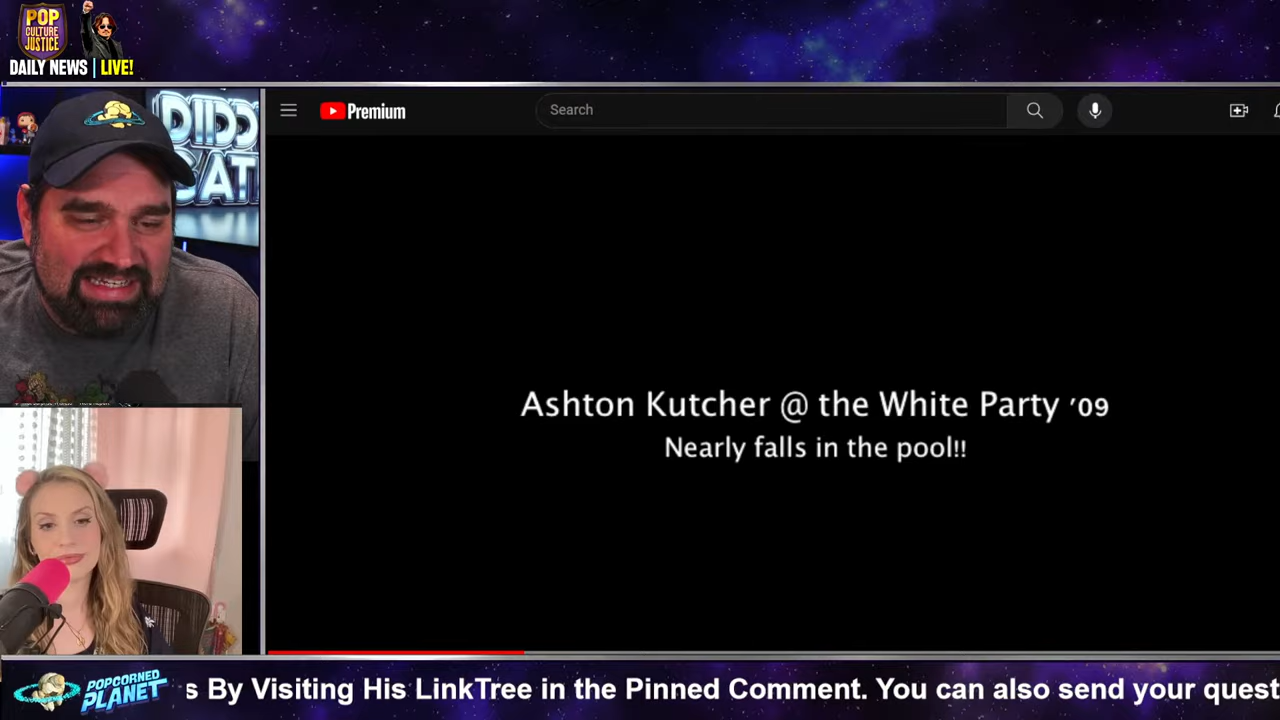 POP
CULTURE
JUSTICE
DAILY NEWS | LIVE!
Premium
Search
Ashton Kutcher @ the White Party '09
Nearly falls in the pool!!
POPCORNED
PLANET
s By Visiting His LinkTree in the Pinned Comment. You can also send your quest